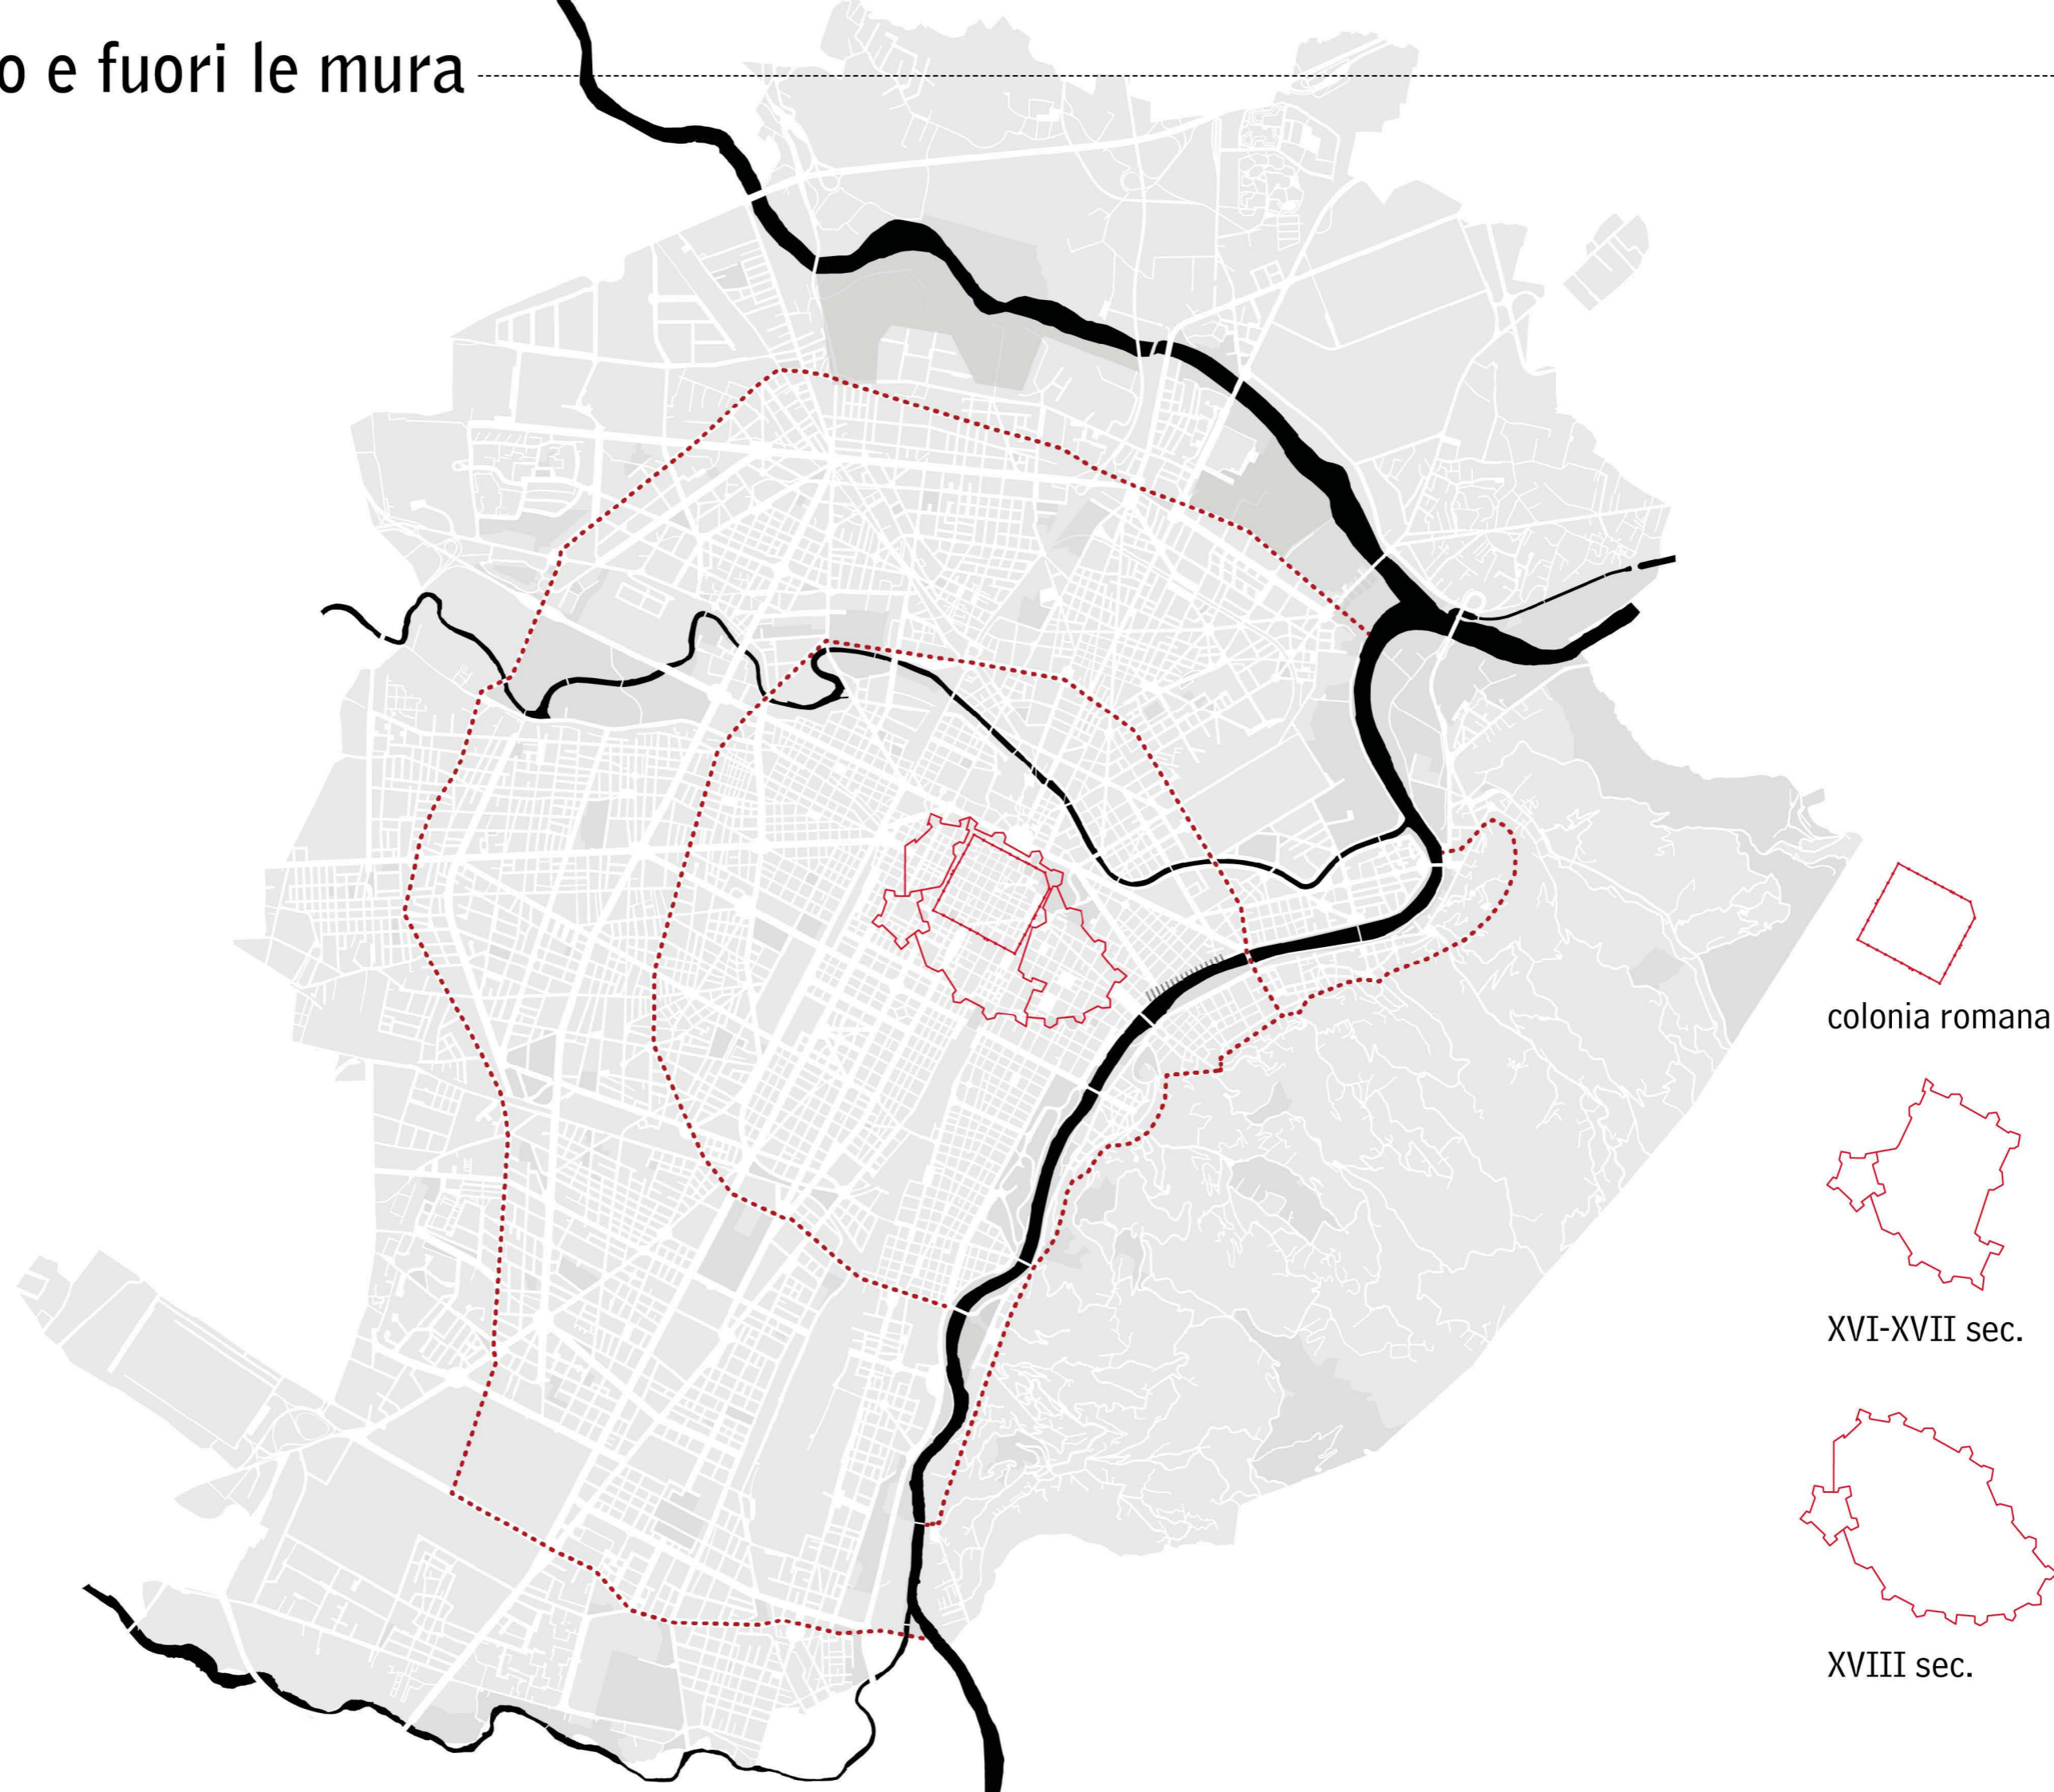 o e fuori le mura
colonia romana
XVI-XVII sec.
XVIII sec.